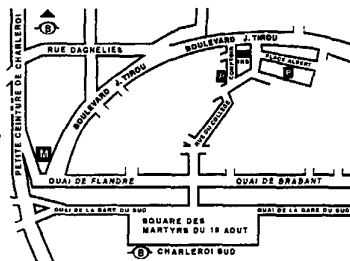 B
RUE DAGNELIES
BOULEVARD J. TIROU
BOULEVARD J. TIROU
PETITE CEINTURE DE CHARLEROI
COMPTOIR
PLACE ALBERT
P
P
RUE DU COLLEGE
M
QUAI DE FLANDRE
QUAI DE BRABANT
QUAI DE LA GARE DU SUD
QUAI DE LA GARE DU SUD
SQUARE DES
MARTYRS DU 18 AOUT
B CHARLEROI SUD